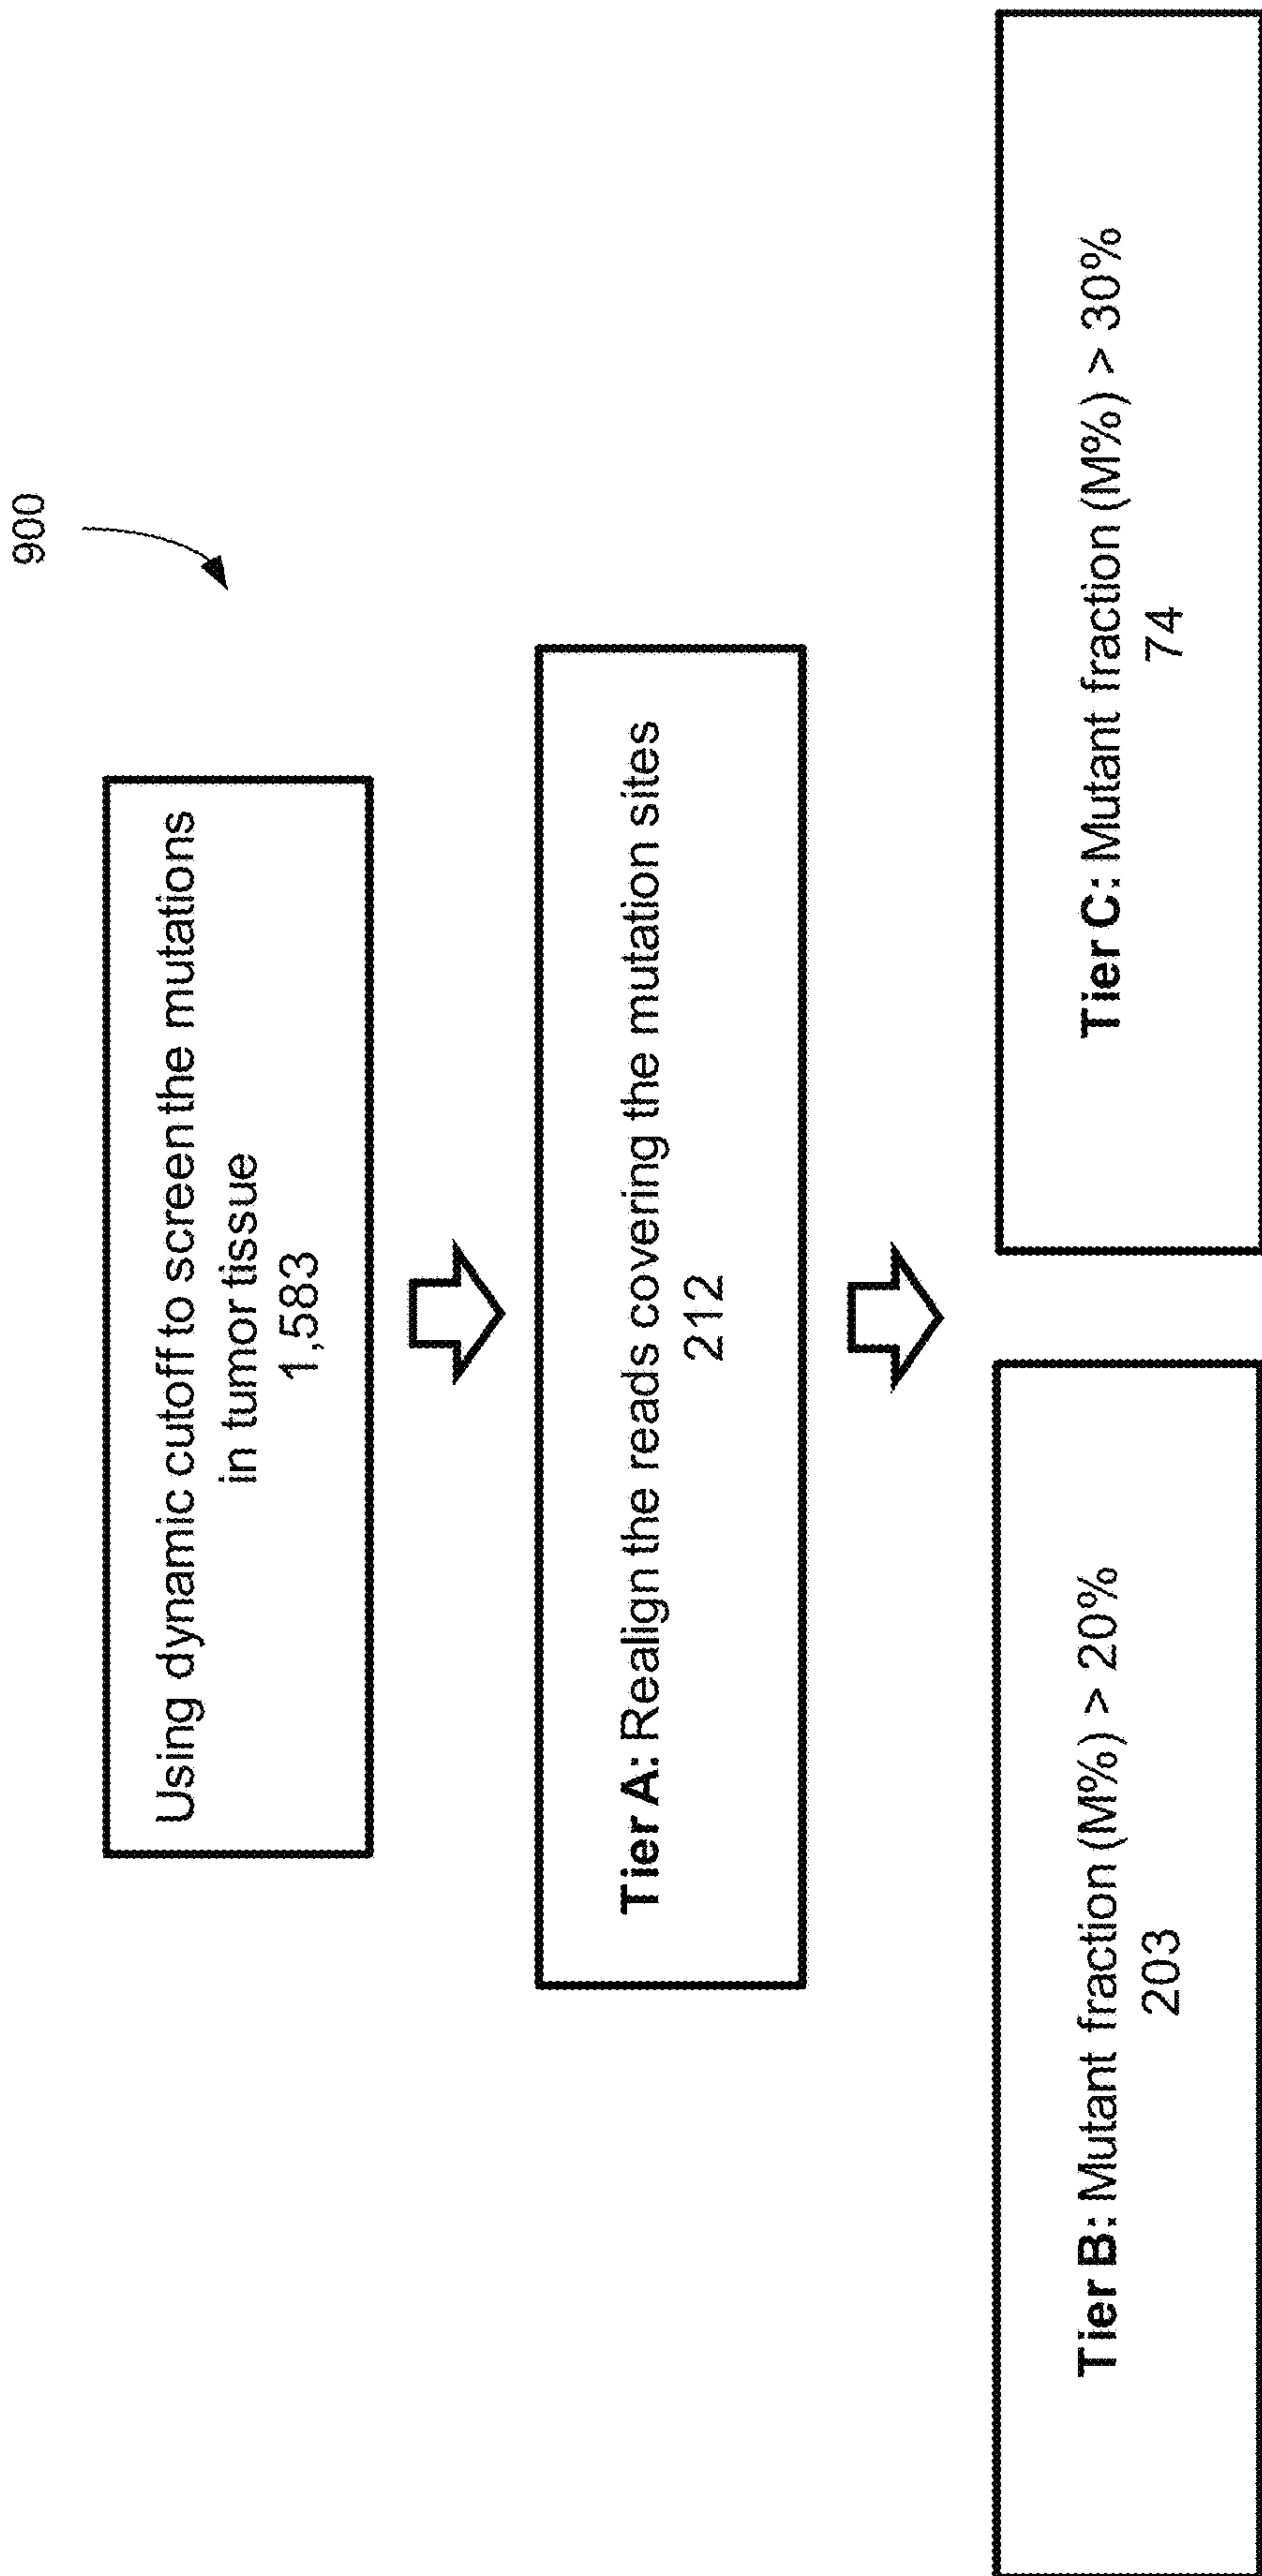 900
Using dynamic cutoff to screen the mutations
in tumor tissue
1,583
Tier A: Realign the reads covering the mutation sites
212
Tier B: Mutant fraction (M%) > 20%
203
Tier C: Mutant fraction (M%) > 30%
74